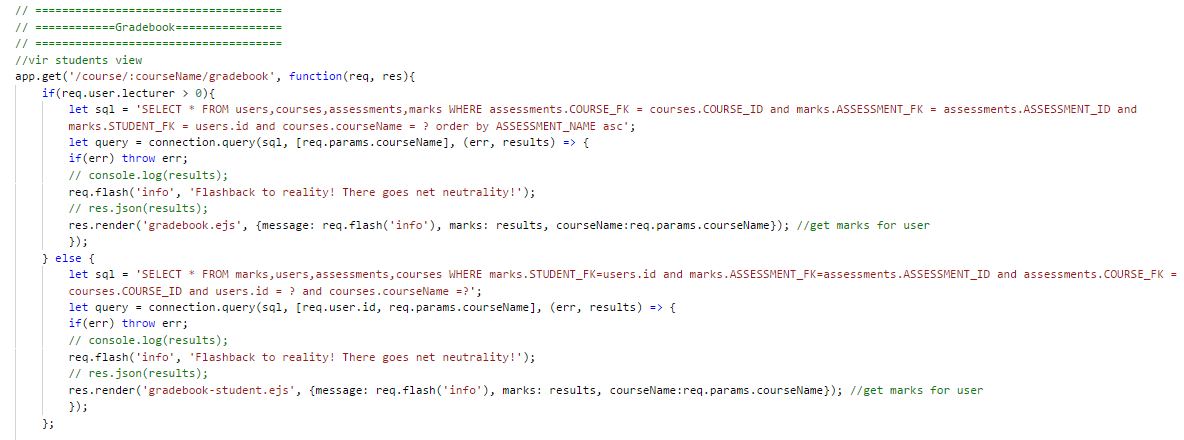 // =====================================
// ============Gradebook================
// =====================================
//vir students view
app.get('/course/:courseName/gradebook', function(req, res){
if(req.user.lecturer > 0){
let sql = 'SELECT * FROM users,courses,assessments,marks WHERE assessments.COURSE_FK = courses.COURSE_ID and marks.ASSESSMENT_FK = assessments.ASSESSMENT_ID and
marks.STUDENT_FK = users.id and courses.courseName = ? order by ASSESSMENT_NAME asc';
let query = connection.query(sql, [req.params.courseName], (err, results) => {
if(err) throw err;
// console.log(results);
req.flash('info', 'Flashback to reality! There goes net neutrality!');
// res.json(results);
res.render('gradebook.ejs', {message: req.flash('info'), marks: results, courseName:req.params.courseName}); //get marks for user
});
} else {
let sql = 'SELECT * FROM marks,users,assessments,courses WHERE marks.STUDENT_FK=users.id and marks.ASSESSMENT_FK=assessments.ASSESSMENT_ID and assessments.COURSE_FK =
courses.COURSE_ID and users.id = ? and courses.courseName =?';
let query = connection.query(sql, [req.user.id, req.params.courseName], (err, results) => {
if(err) throw err;
// console.log(results);
req.flash('info', 'Flashback to reality! There goes net neutrality!');
// res.json(results);
res.render('gradebook-student.ejs', {message: req.flash('info'), marks: results, courseName:req.params.courseName}); //get marks for user
});
};